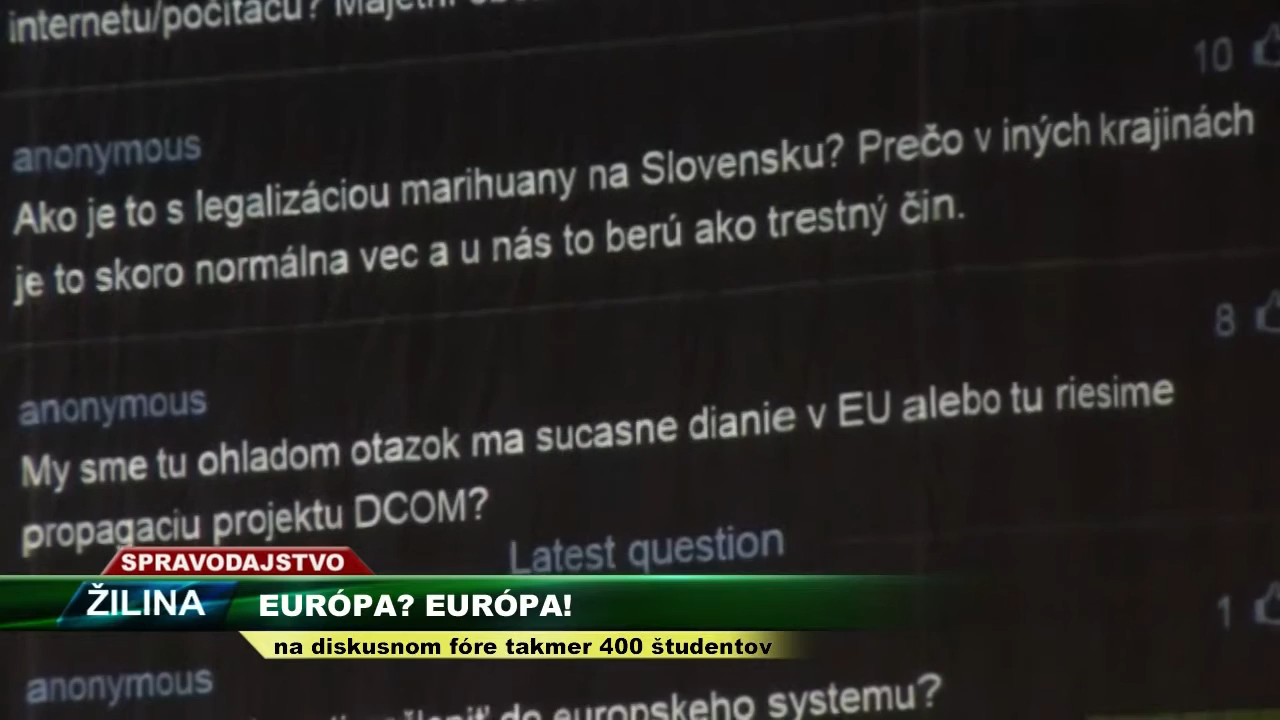 internetu/počítaču? Majetní
10
anonymous
Ako je to s legalizáciou marihuany na Slovensku? Prečo v iných krajinách
je to skoro normálna vec a u nás to berú ako trestný čin.
8
anonymous
My sme tu ohladom otazok ma sucasne dianie v EU alebo tu riesime
propagaciu projektu DCOM?
Latest question
SPRAVODAJSTVO
ŽILINA
EURÓPA? EURÓPA!
1
na diskusnom fóre takmer 400 študentov
anonymous
do europskeho systemu?